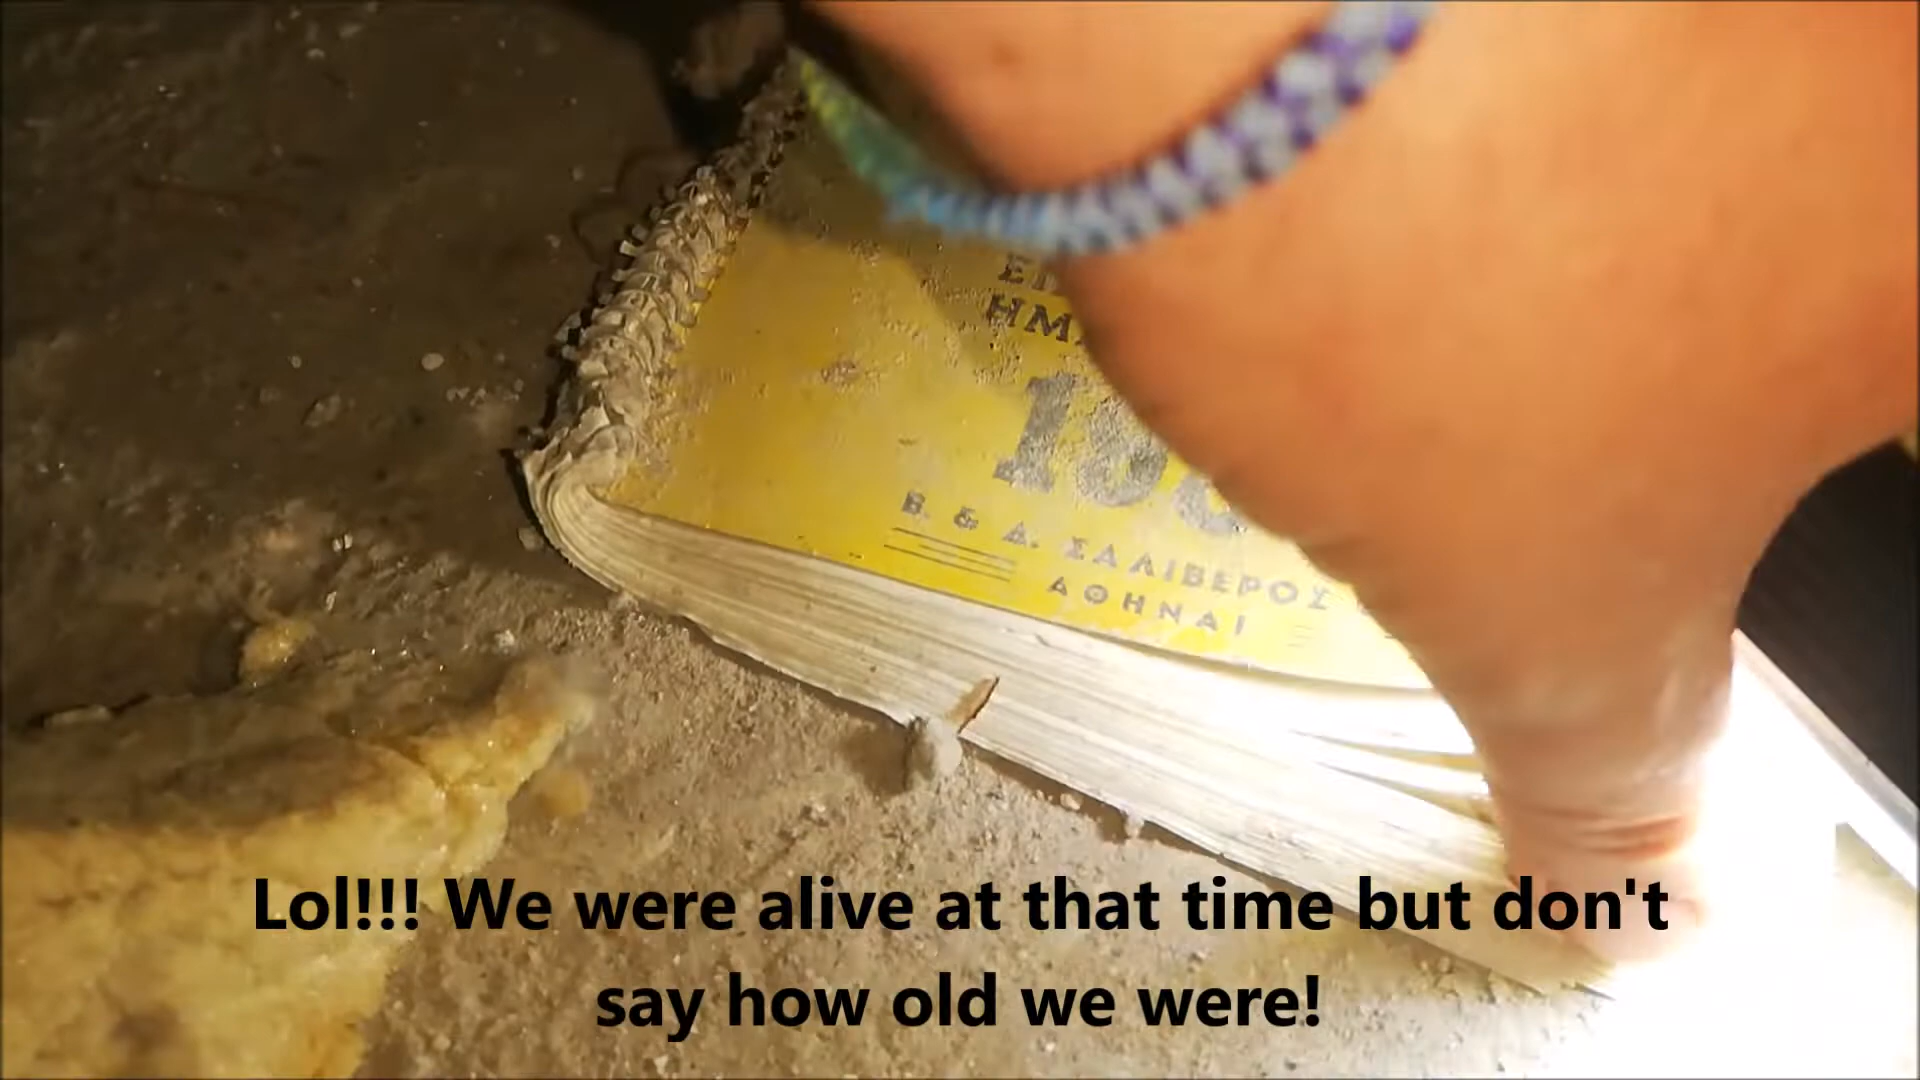 ΗΜ
Β. & Δ. ΣΑΛΙΒΕΡΟΣ
ΑΘΗΝΑΙ
Lol!!! We were alive at that time but don't
say how old we were!